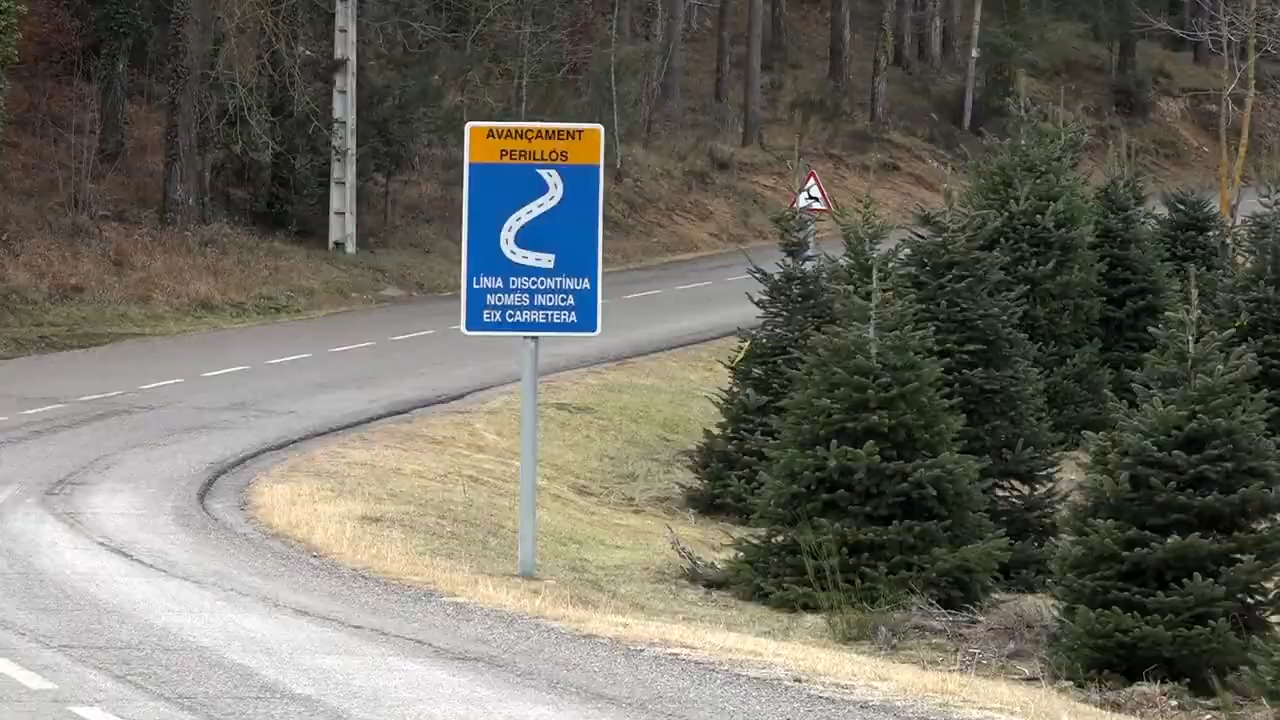 AVANÇAMENT
PERILLÓS
LÍNIA DISCONTÍNUA
NOMÉS INDICA
EIX CARRETERA